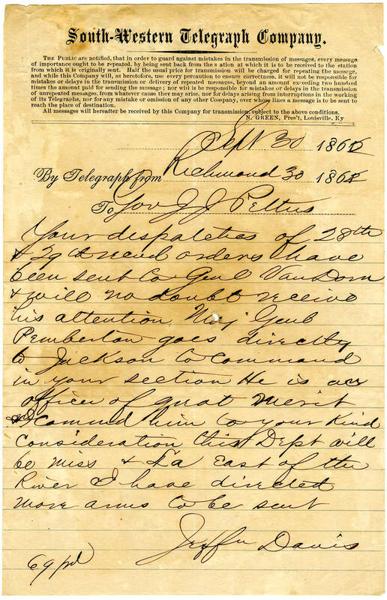 South-Western Telegraph Company.
THE PUBLIC are notified, that in order to guard against mistakes in the transmission of messages, every message
of importance ought to be repeated, by being sent back from the station at which it is to be received to the station
from which it is originally sent. Half the usual price for transmission will be charged for repeating the message,
and while this Company will, as heretofore, use every precaution to ensure correctness, it will not be responsible for
mistakes or delays in the transmission or delivery of repeated messages, beyond an amount exceeding two hundred
times the amount paid for sending the message; nor will it be responsible for mistakes or delays in the transmission
of unrepeated messages, from whatever cause they may arise, nor for delays arising from interruptions in the working
of its Telegraphs, nor for any mistake or omission of any other Company, over whose lines a message is to be sent to
reach the place of destination.
All messages will hereafter be received by this Company for transmission subject to the above conditions.
N. GREEN, Pres't, Louisville, Ky
Sept 30 186
By Telegraph from Richmond 30 186
To Gov J J Pettus
Your dispatches of 28th
& 29th recd orders have
been sent to Genl VanDorn
& will no doubt receive
his attention Maj Genl
Pemberton goes directly
to Jackson to command
in your section He is an
officer of great merit
and commend him to your kind
consideration this Dept will
be Miss & La East of the
River I have directed
more arms to be sent
Jeffn Davis
69 pd